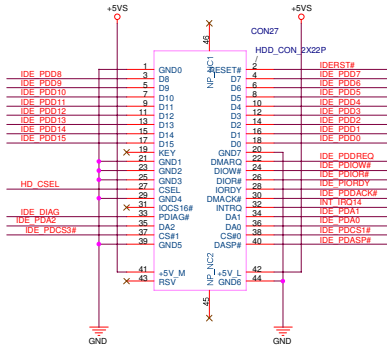 +5VS +5VS
46 CON27
HDD_CON_2X22P
NP_NC1
1 GND0 RESET# 2 IDERST#
IDE_PDD8 3 D8 D7 4 IDE_PDD7
IDE_PDD9 5 D9 D6 6 IDE_PDD6
IDE_PDD10 7 D10 D5 8 IDE_PDD5
IDE_PDD11 9 D11 D4 10 IDE_PDD4
IDE_PDD12 11 D12 D3 12 IDE_PDD3
IDE_PDD13 13 D13 D2 14 IDE_PDD2
IDE_PDD14 15 D14 D1 16 IDE_PDD1
IDE_PDD15 17 D15 D0 18 IDE_PDD0
19 KEY GND7 20
21 GND1 DMARQ 22 IDE_PDDREQ
23 GND2 DIOW# 24 IDE_PDIOW#
25 GND3 DIOR# 26 IDE_PDIOR#
HD_CSEL 27 CSEL IORDY 28 IDE_PIORDY
29 GND4 DMACK# 30 IDE_PDDACK#
31 IOCS16# INTRQ 32 INT_IRQ14
IDE_DIAG 33 PDIAG# DA1 34 IDE_PDA1
IDE_PDA2 35 DA2 DA0 36 IDE_PDA0
IDE_PDCS3# 37 CS#1 CS#0 38 IDE_PDCS1#
39 GND5 DASP# 40 IDE_PDASP#
41 +5V_M +5V_L 42
43 RSV GND6 44
NP_NC2
45
GND GND